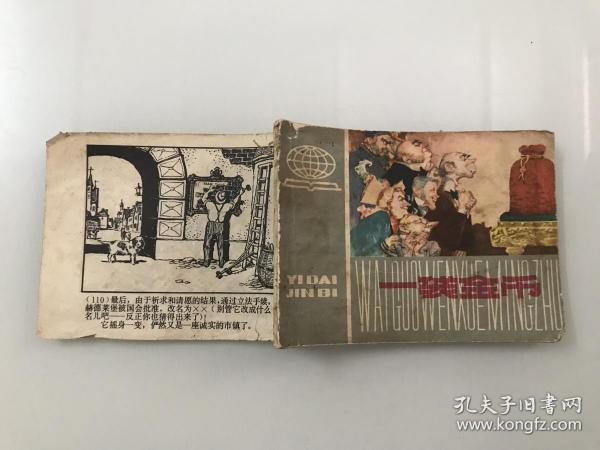 (110)最后，由于祈求和请愿的结果，通过立法手续，
赫德莱堡被国会批准，改名为××(别管它改成什么
名儿吧——反正你也猜得出来了)！
它摇身一变，俨然又是一座诚实的市镇了。
YI DAI
JIN BI
WAIGUOWENXUEMINGZHU
一袋金币
孔夫子旧书网
www.kongfz.com